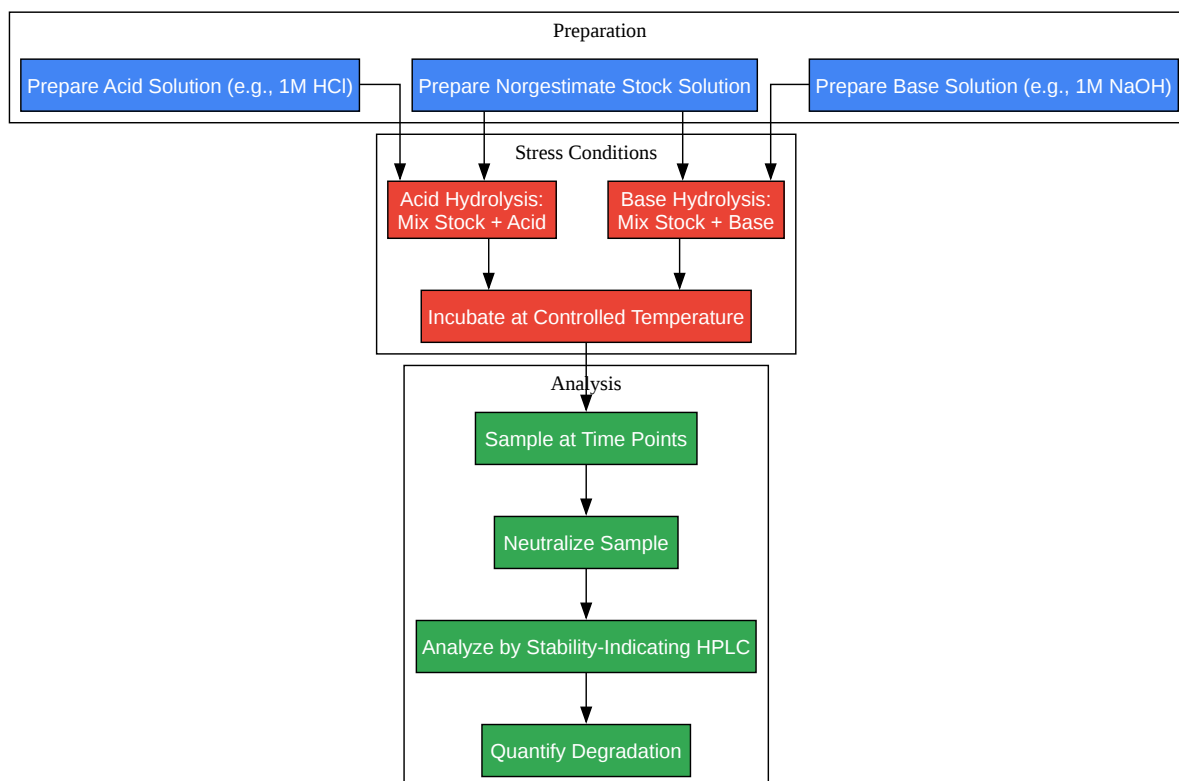 Preparation
Prepare Acid Solution (e.g., 1M HCl)
Prepare Norgestimate Stock Solution
Prepare Base Solution (e.g., 1M NaOH)
Stress Conditions
Acid Hydrolysis:
Mix Stock + Acid
Base Hydrolysis:
Mix Stock + Base
Incubate at Controlled Temperature
Analysis
Sample at Time Points
Neutralize Sample
Analyze by Stability-Indicating HPLC
Quantify Degradation